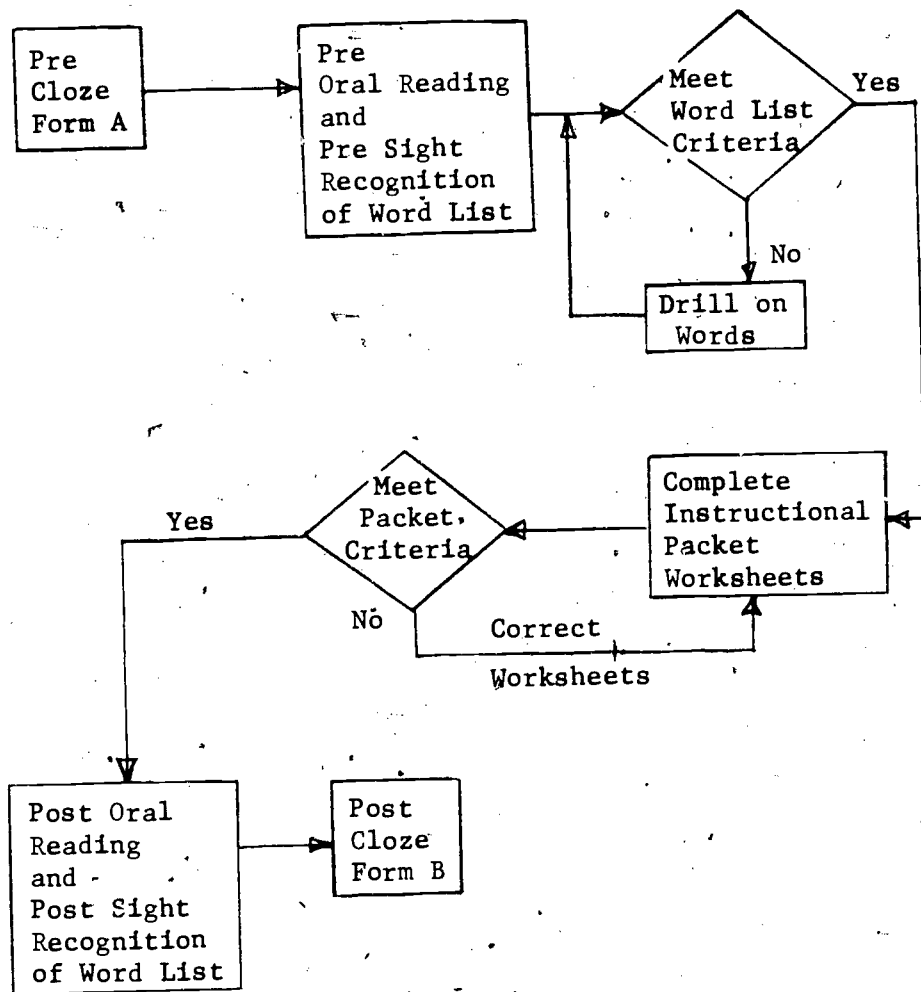 Pre
Cloze
Form A
Pre
Oral Reading
and
Pre Sight
Recognition
of Word List
Meet
Word List
Criteria
Yes
No
Drill on
Words
Complete
Instructional
Packet
Worksheets
Meet
Packet
Criteria
Yes
No
Correct
Worksheets
Post Oral
Reading
and
Post Sight
Recognition
of Word List
Post
Cloze
Form B